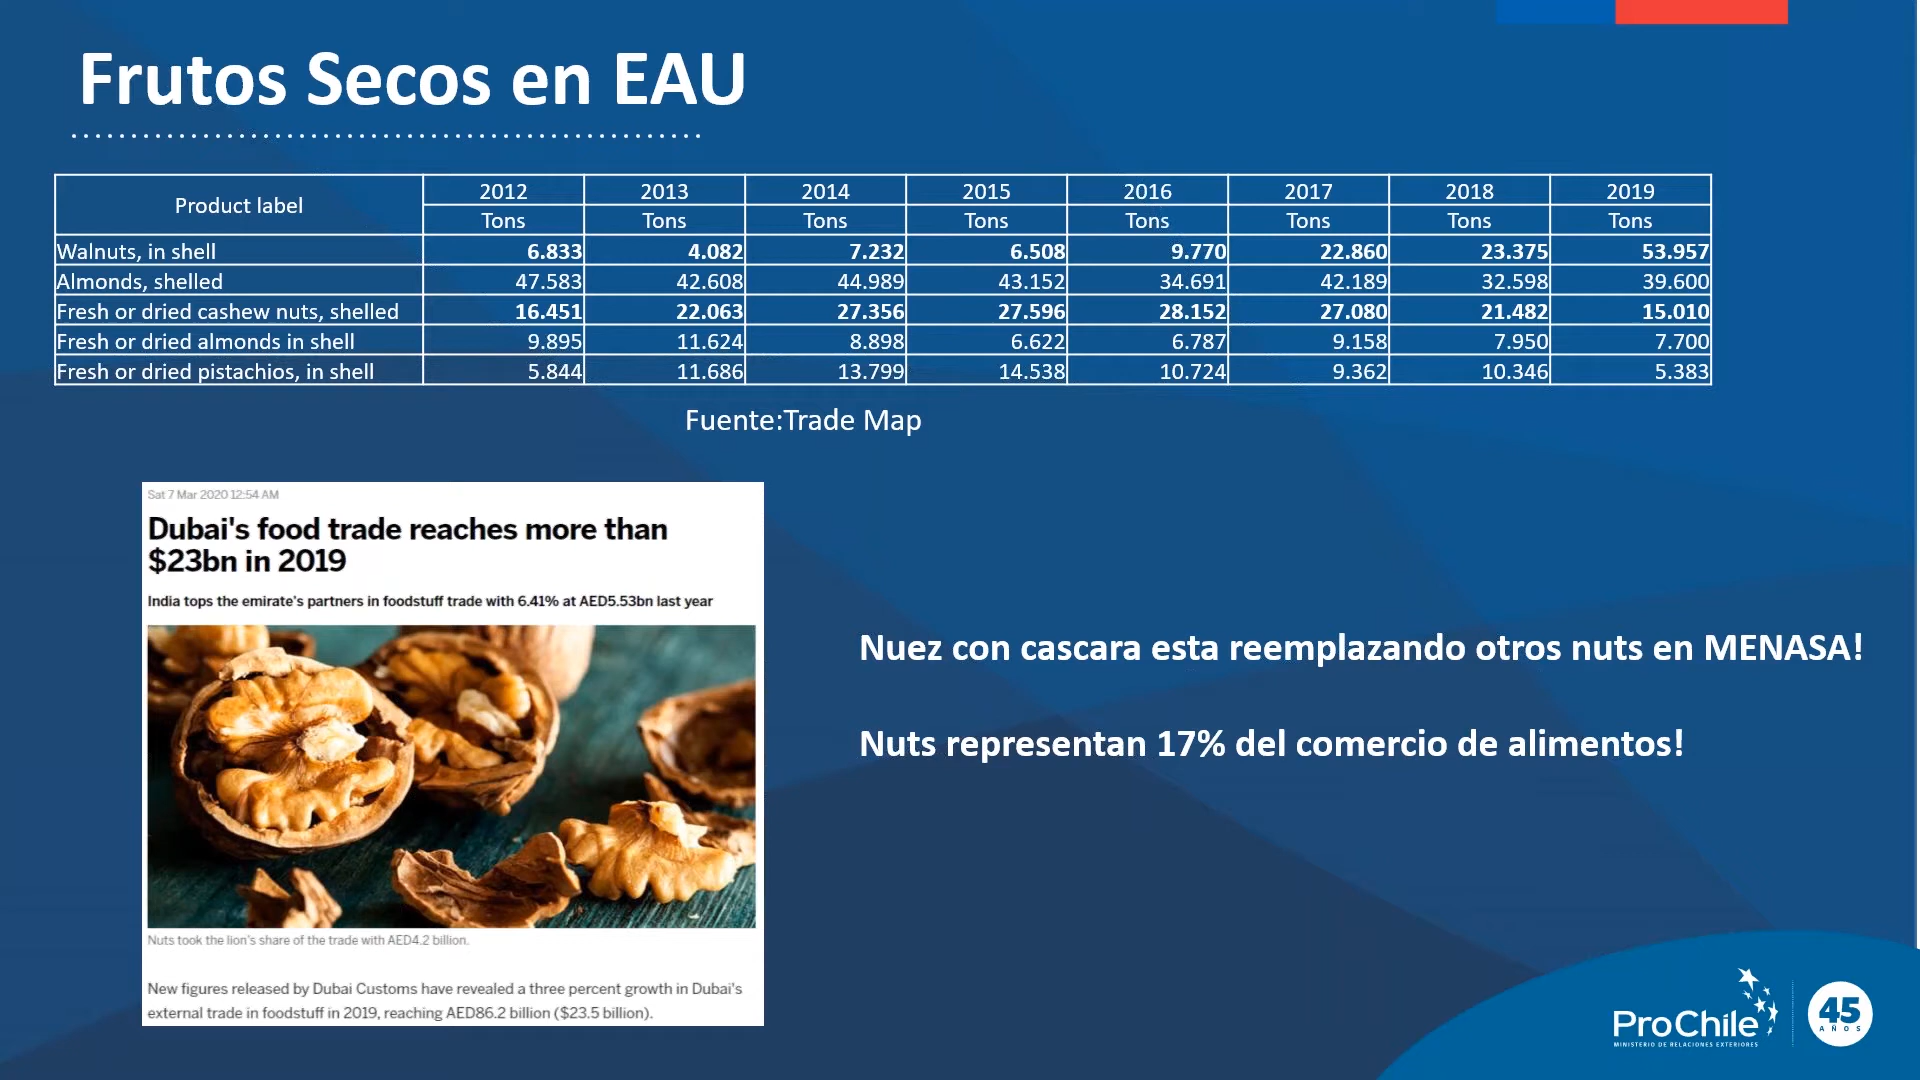 Frutos Secos en EAU
Product label 2012 2013 2014 2015 2016 2017 2018 2019
Tons Tons Tons Tons Tons Tons Tons Tons
Walnuts, in shell 6.833 4.082 7.232 6.508 9.770 22.860 23.375 53.957
Almonds, shelled 47.583 42.608 44.989 43.152 34.691 42.189 32.598 39.600
Fresh or dried cashew nuts, shelled 16.451 22.063 27.356 27.596 28.152 27.080 21.482 15.010
Fresh or dried almonds in shell 9.895 11.624 8.898 6.622 6.787 9.158 7.950 7.700
Fresh or dried pistachios, in shell 5.844 11.686 13.799 14.538 10.724 9.362 10.346 5.383
Fuente:Trade Map
Sat 7 Mar 2020 12:54 AM
Dubai's food trade reaches more than
$23bn in 2019
India tops the emirate's partners in foodstuff trade with 6.41% at AED5.53bn last year
Nuts took the lion's share of the trade with AED4.2 billion.
New figures released by Dubai Customs have revealed a three percent growth in Dubai's
external trade in foodstuff in 2019, reaching AED86.2 billion ($23.5 billion).
Nuez con cascara esta reemplazando otros nuts en MENASA!
Nuts representan 17% del comercio de alimentos!
ProChile
MINISTERIO DE RELACIONES EXTERIORES
45
AÑOS